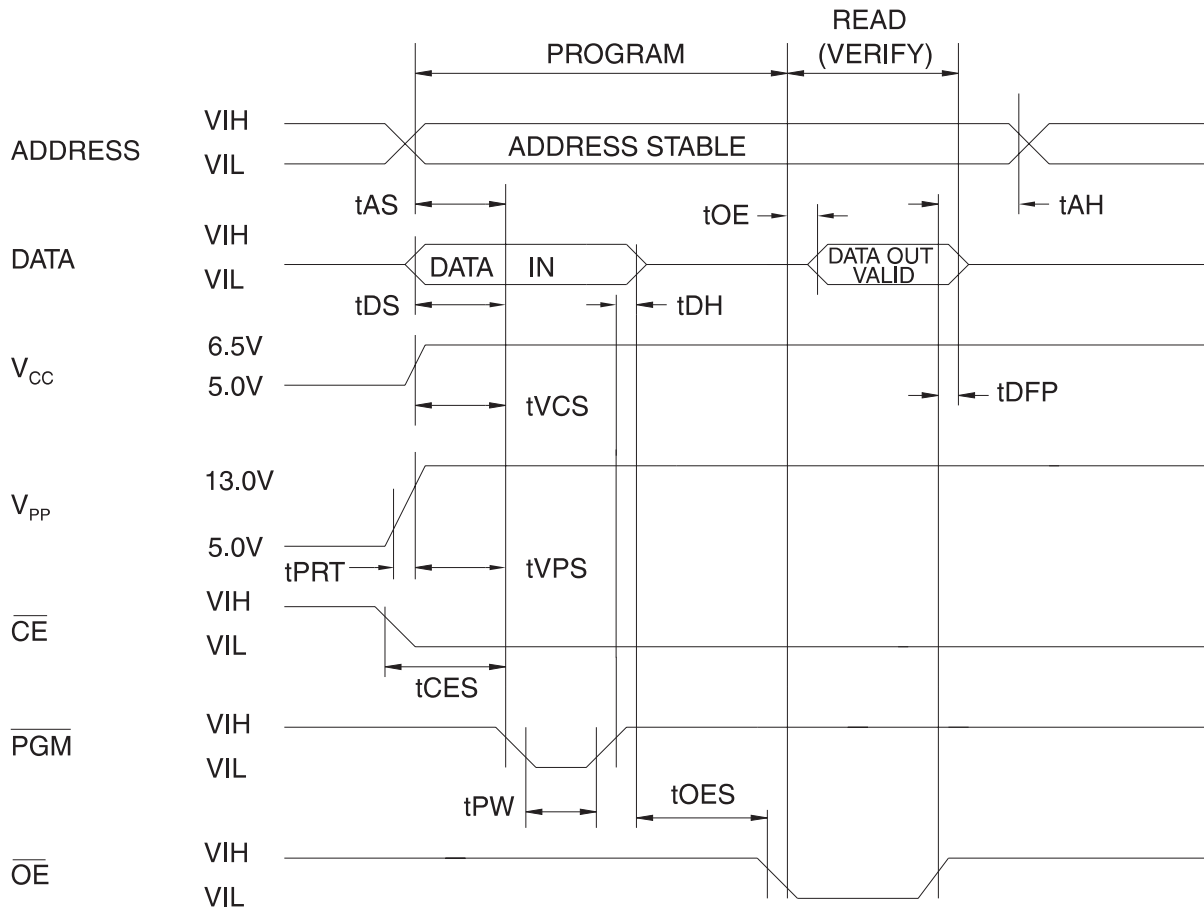 READ
PROGRAM (VERIFY)
VIH
ADDRESS ADDRESS STABLE
VIL
tAS tOE tAH
VIH
DATA DATA IN DATA OUT
VIL VALID
tDS tDH
6.5V
VCC
5.0V
tVCS tDFP
13.0V
VPP
5.0V
tPRT tVPS
VIH
CE
VIL
tCES
VIH
PGM
VIL
tPW tOES
VIH
OE
VIL